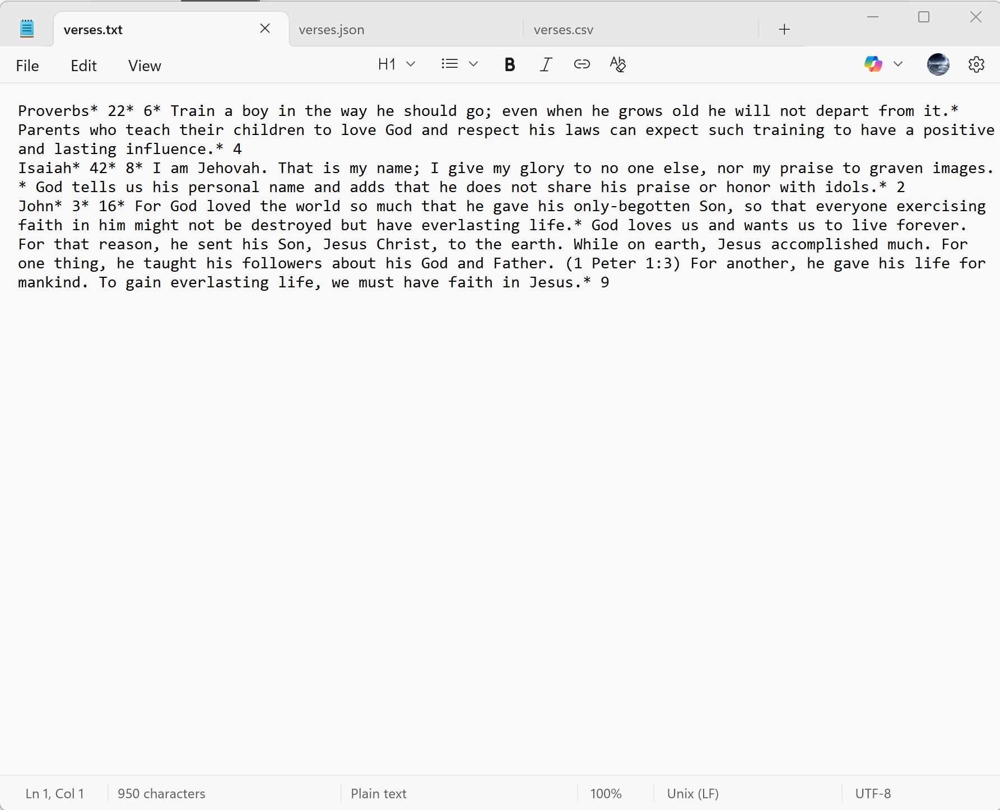 verses.txt
verses.json
verses.csv
File Edit View H1 B I Ab
Proverbs* 22* 6* Train a boy in the way he should go; even when he grows old he will not depart from it.*
Parents who teach their children to love God and respect his laws can expect such training to have a positive
and lasting influence.* 4
Isaiah* 42* 8* I am Jehovah. That is my name; I give my glory to no one else, nor my praise to graven images.
* God tells us his personal name and adds that he does not share his praise or honor with idols.* 2
John* 3* 16* For God loved the world so much that he gave his only-begotten Son, so that everyone exercising
faith in him might not be destroyed but have everlasting life.* God loves us and wants us to live forever.
For that reason, he sent his Son, Jesus Christ, to the earth. While on earth, Jesus accomplished much. For
one thing, he taught his followers about his God and Father. (1 Peter 1:3) For another, he gave his life for
mankind. To gain everlasting life, we must have faith in Jesus.* 9
Ln 1, Col 1 950 characters Plain text 100% Unix (LF) UTF-8